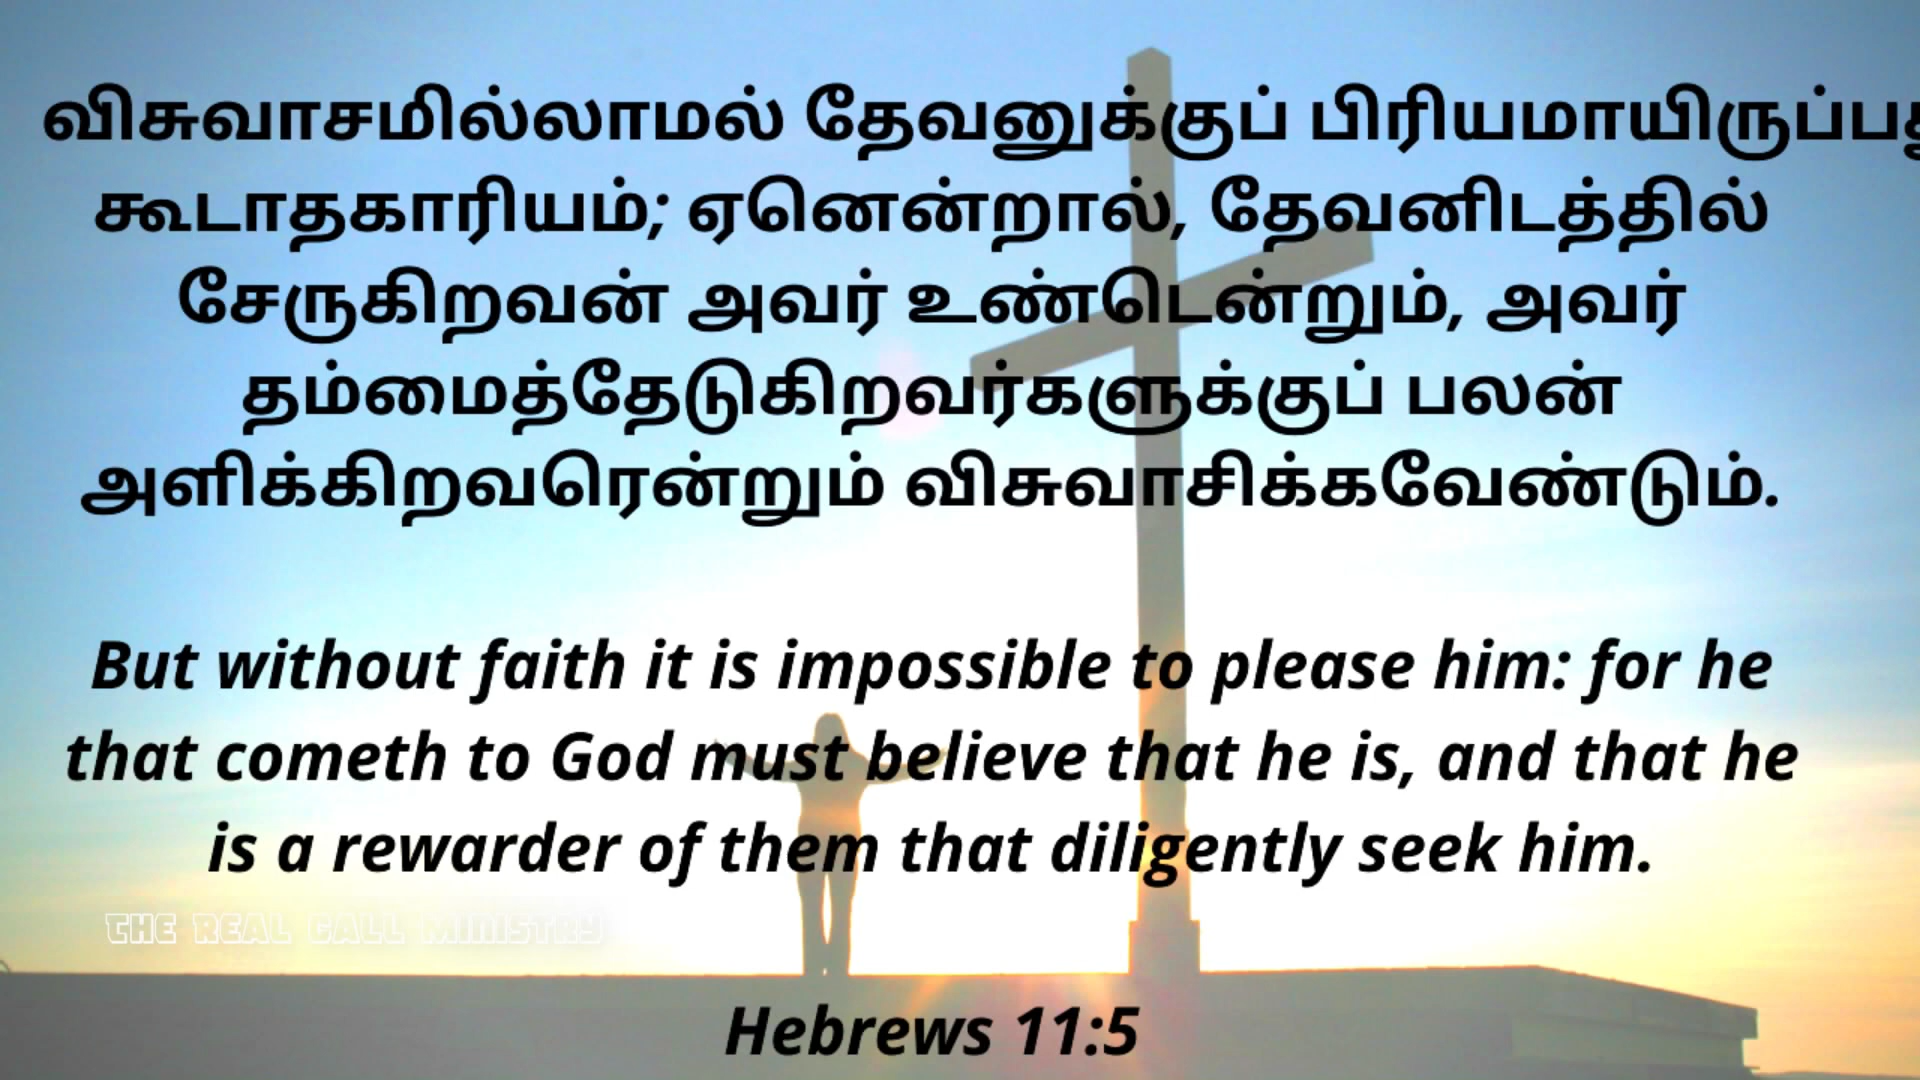 விசுவாசமில்லாமல் தேவனுக்குப்
கூடாதகாரியம்; ஏனென்றால், தேவனிடத்தில்
சேருகிறவன் அவர் உண்டென்றும், அவர்
தம்மைத்தேடுகிறவர்களுக்குப் பலன்
அளிக்கிறவரென்றும் விசுவாசிக்கவேண்டும்.
But without faith it is impossible to please him: for he
that cometh to God must believe that he is, and that he
is a rewarder of them that diligently seek him.
THE REAL CALL MINISTRY
Hebrews 11:5